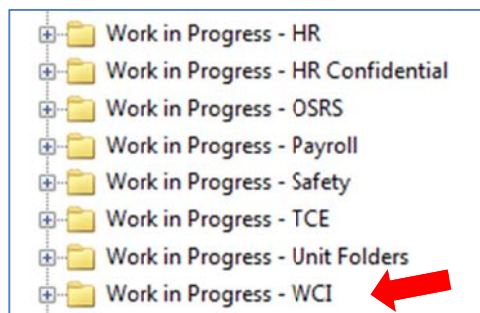 Work in Progress - HR
Work in Progress - HR Confidential
Work in Progress - OSRS
Work in Progress - Payroll
Work in Progress - Safety
Work in Progress - TCE
Work in Progress - Unit Folders
Work in Progress - WCI